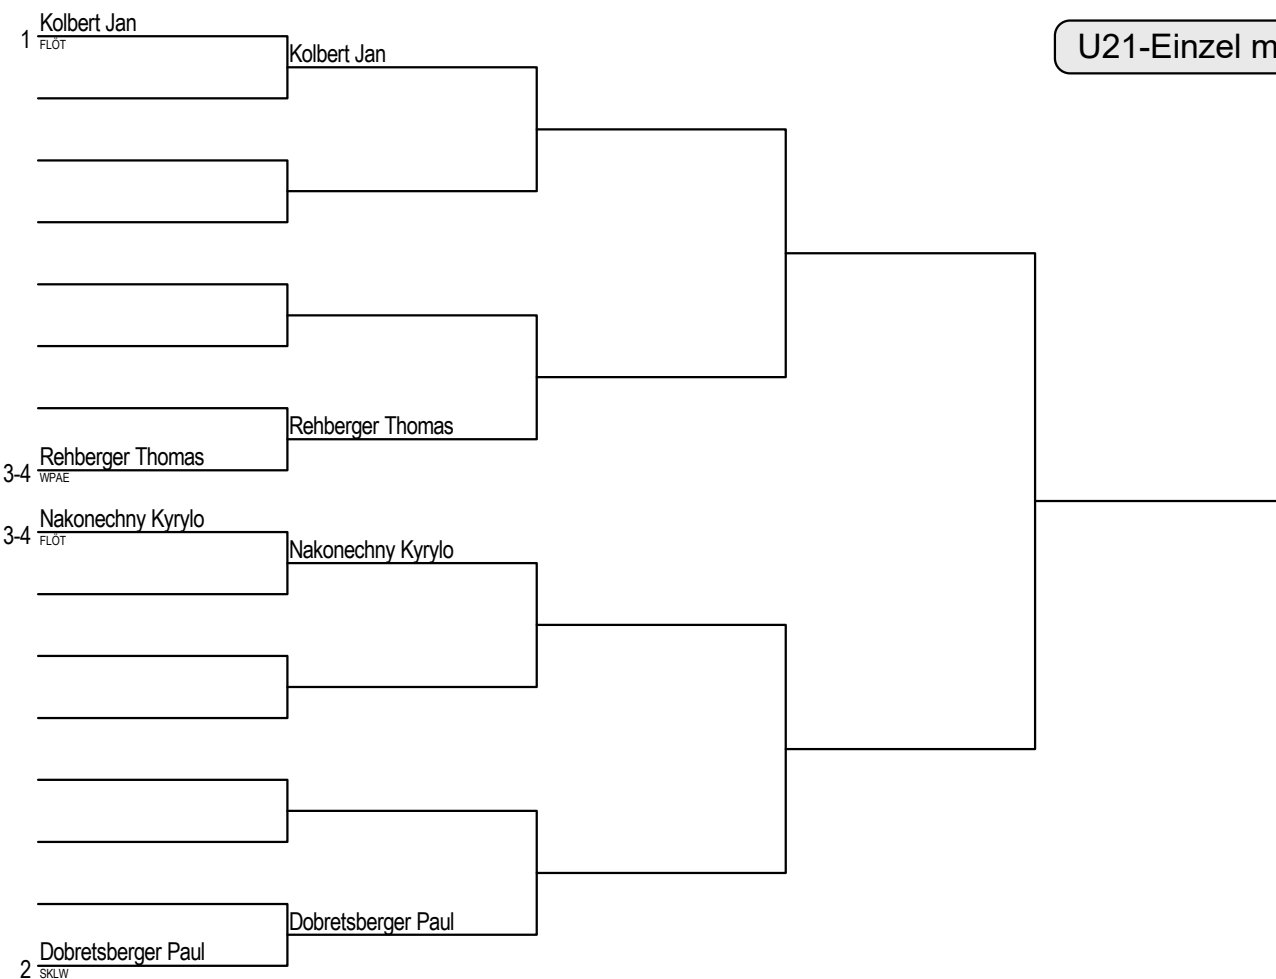 Kolbert Jan
1
FLÖT
Kolbert Jan
U21-Einzel m
Rehberger Thomas
Rehberger Thomas
3-4
WPAE
Nakonechny Kyrylo
3-4
FLÖT
Nakonechny Kyrylo
Dobretsberger Paul
Dobretsberger Paul
2
SKLW